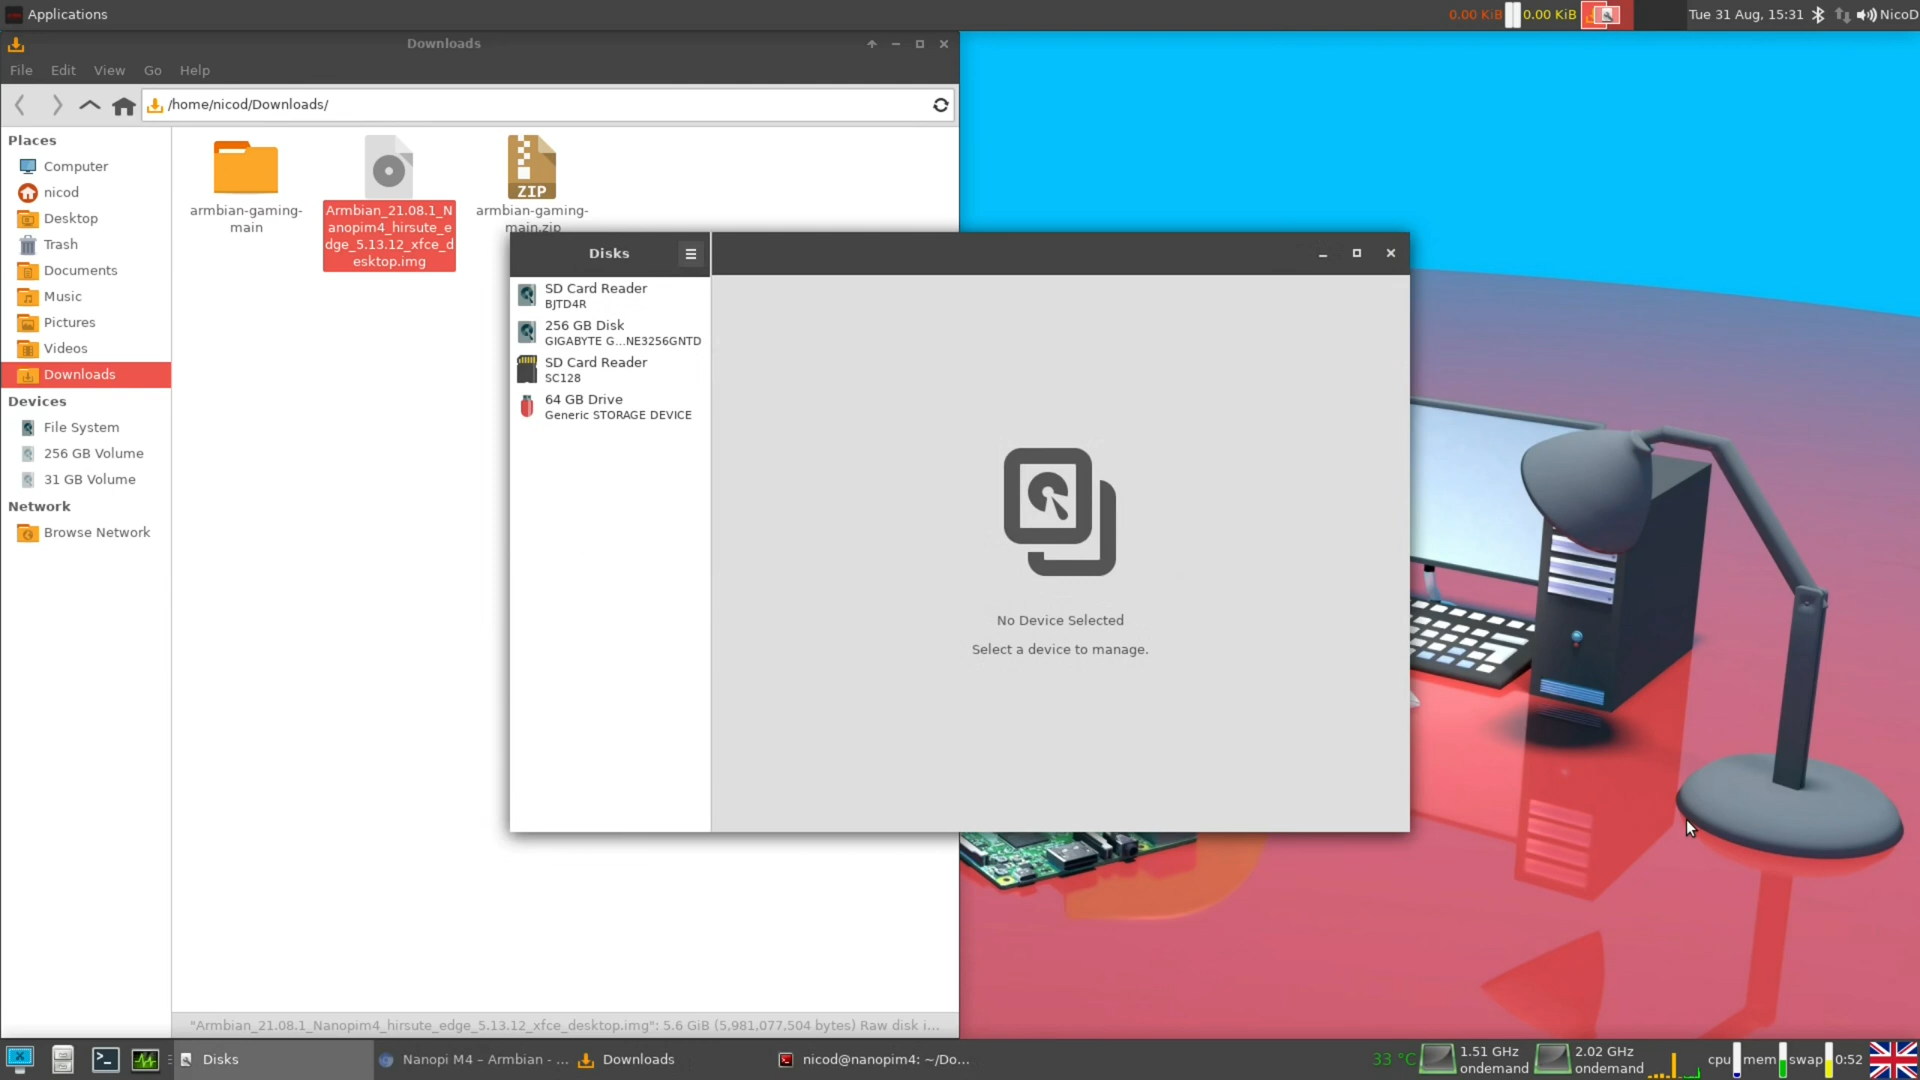 Applications
0.00 KiB
0.00 KiB
Tue 31 Aug, 15:31
NicoD
Downloads
File Edit View Go Help
/home/nicod/Downloads/
Places
Computer
nicod
Desktop
Trash
Documents
Music
Pictures
Videos
Downloads
Devices
File System
256 GB Volume
31 GB Volume
Network
Browse Network
armbian-gaming-
main
Armbian_21.08.1_N
anopim4_hirsute_e
dge_5.13.12_xfce_d
esktop.img
ZIP
armbian-gaming-
main.zip
Disks
SD Card Reader
BJTD4R
256 GB Disk
GIGABYTE G...NE3256GNTD
SD Card Reader
SC128
64 GB Drive
Generic STORAGE DEVICE
No Device Selected
Select a device to manage.
"Armbian_21.08.1_Nanopim4_hirsute_edge_5.13.12_xfce_desktop.img": 5.6 GiB (5,981,077,504 bytes) Raw disk i...
Disks
Nanopi M4 – Armbian - ...
Downloads
nicod@nanopim4: ~/Do...
33 °C
1.51 GHz
ondemand
2.02 GHz
ondemand
cpu
mem
swap
0:52